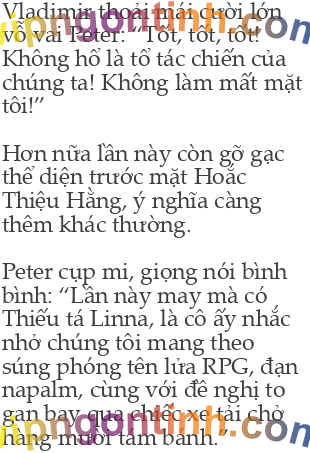 Vladimir thoải mái cười lớn
vỗ vai Peter: “Tốt, tốt, tốt!
Không hổ là tổ tác chiến của
chúng ta! Không làm mất mặt
tôi!”
Hơn nữa lần này còn gỡ gạc
thể diện trước mặt Hoắc
Thiệu Hằng, ý nghĩa càng
thêm khác thường.
Peter cụp mi, giọng nói bình
bình: “Lần này may mà có
Thiếu tá Linna, là cô ấy nhắc
nhở chúng tôi mang theo
súng phóng tên lửa RPG, đạn
napalm, cùng với đề nghị to
gan bay qua chiếc xe tải chở
hàng mười tám bánh.”
vipngontinh.com
vipngontinh.com